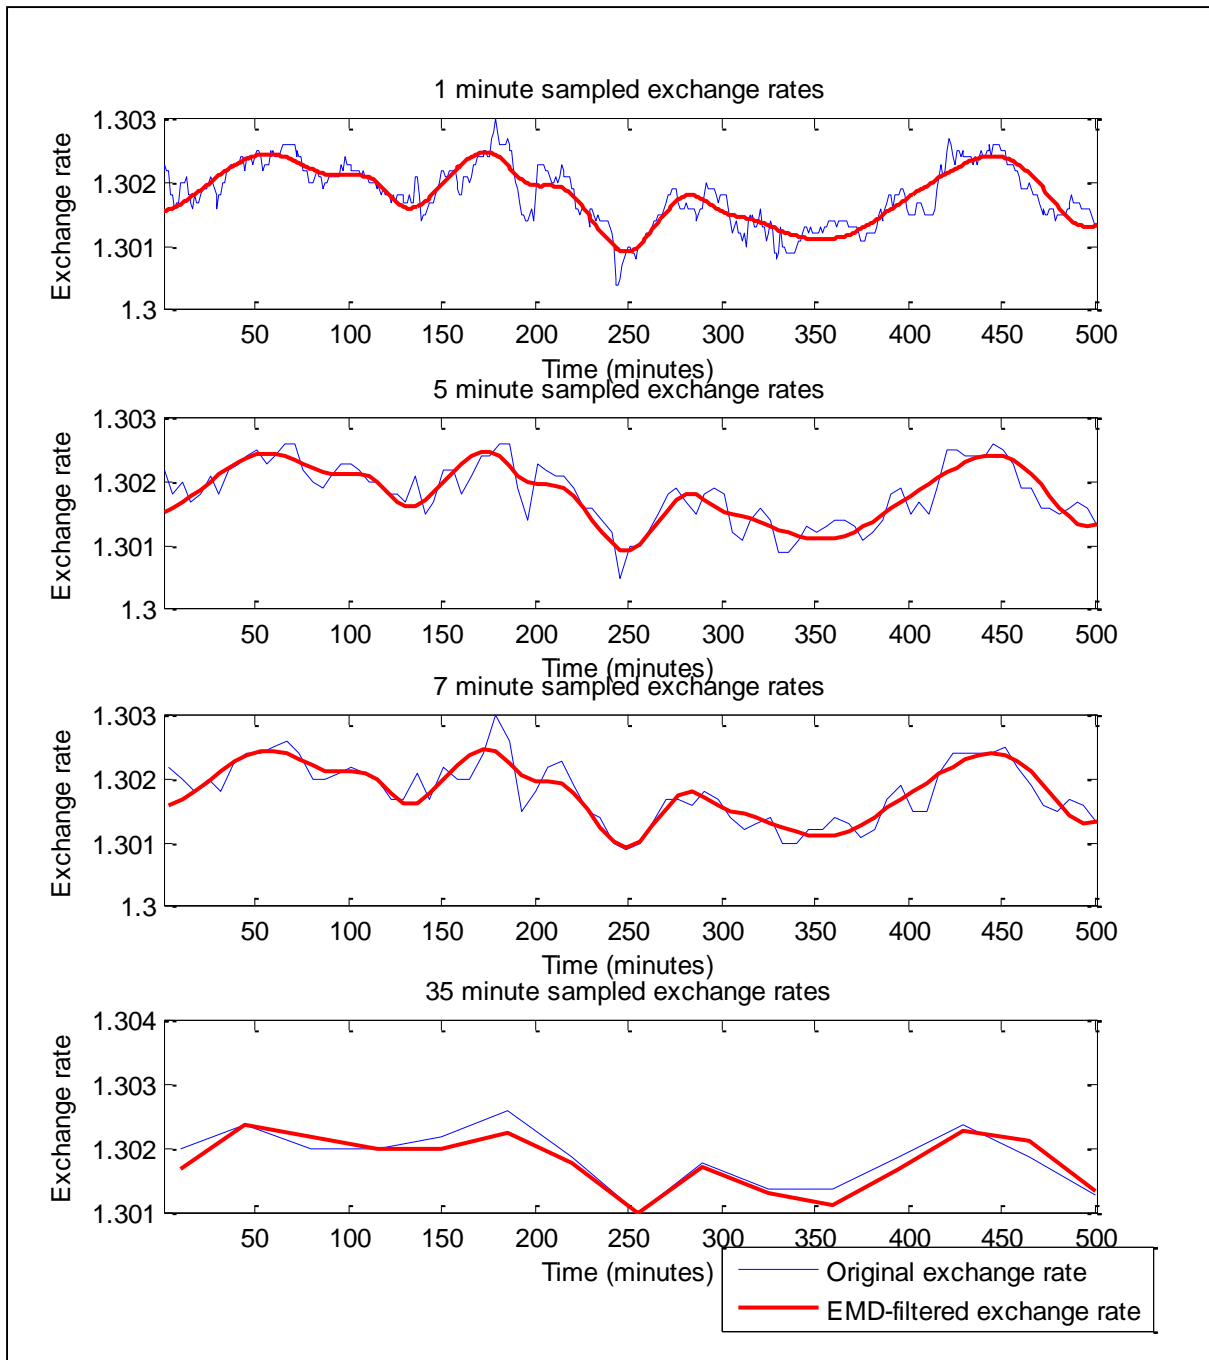 1 minute sampled exchange rates
1.303
1.302
1.301
1.3
Exchange rate
50 100 150 200 250 300 350 400 450 500
Time (minutes)
5 minute sampled exchange rates
1.303
1.302
1.301
1.3
Exchange rate
50 100 150 200 250 300 350 400 450 500
Time (minutes)
7 minute sampled exchange rates
1.303
1.302
1.301
1.3
Exchange rate
50 100 150 200 250 300 350 400 450 500
Time (minutes)
35 minute sampled exchange rates
1.304
1.303
1.302
1.301
Exchange rate
50 100 150 200 250 300 350 400 450 500
Time (minutes)
Original exchange rate
EMD-filtered exchange rate